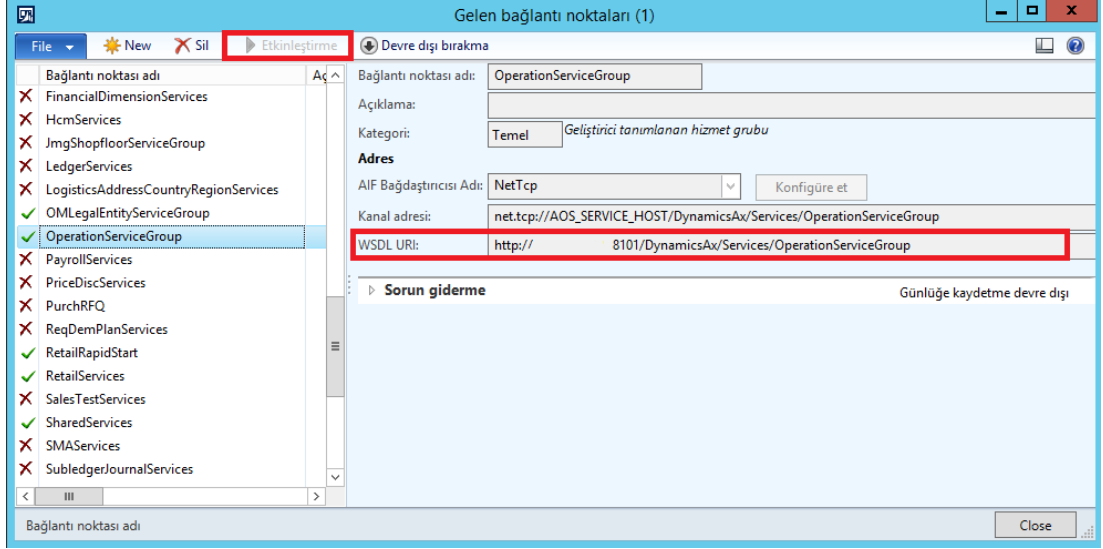 Gelen bağlantı noktaları (1)
File New Sil Etkinleştirme Devre dışı bırakma
Bağlantı noktası adı Aç
FinancialDimensionServices
HcmServices
JmgShopfloorServiceGroup
LedgerServices
LogisticsAddressCountryRegionServices
OMLegalEntityServiceGroup
OperationServiceGroup
PayrollServices
PriceDiscServices
PurchRFQ
ReqDemPlanServices
RetailRapidStart
RetailServices
SalesTestServices
SharedServices
SMAServices
SubledgerJournalServices
Bağlantı noktası adı: OperationServiceGroup
Açıklama:
Kategori: Temel Geliştirici tanımlanan hizmet grubu
Adres
AIF Bağdaştırıcısı Adı: NetTcp Konfigüre et
Kanal adresi: net.tcp://AOS_SERVICE_HOST/DynamicsAx/Services/OperationServiceGroup
WSDL URI: http:// 8101/DynamicsAx/Services/OperationServiceGroup
Sorun giderme Günlüğe kaydetme devre dışı
Bağlantı noktası adı Close